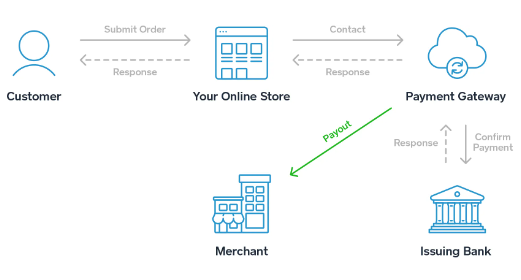 Submit Order
Contact
Response
Response
Customer
Your Online Store
Payment Gateway
Payout
Response
Confirm
Payment
Merchant
Issuing Bank